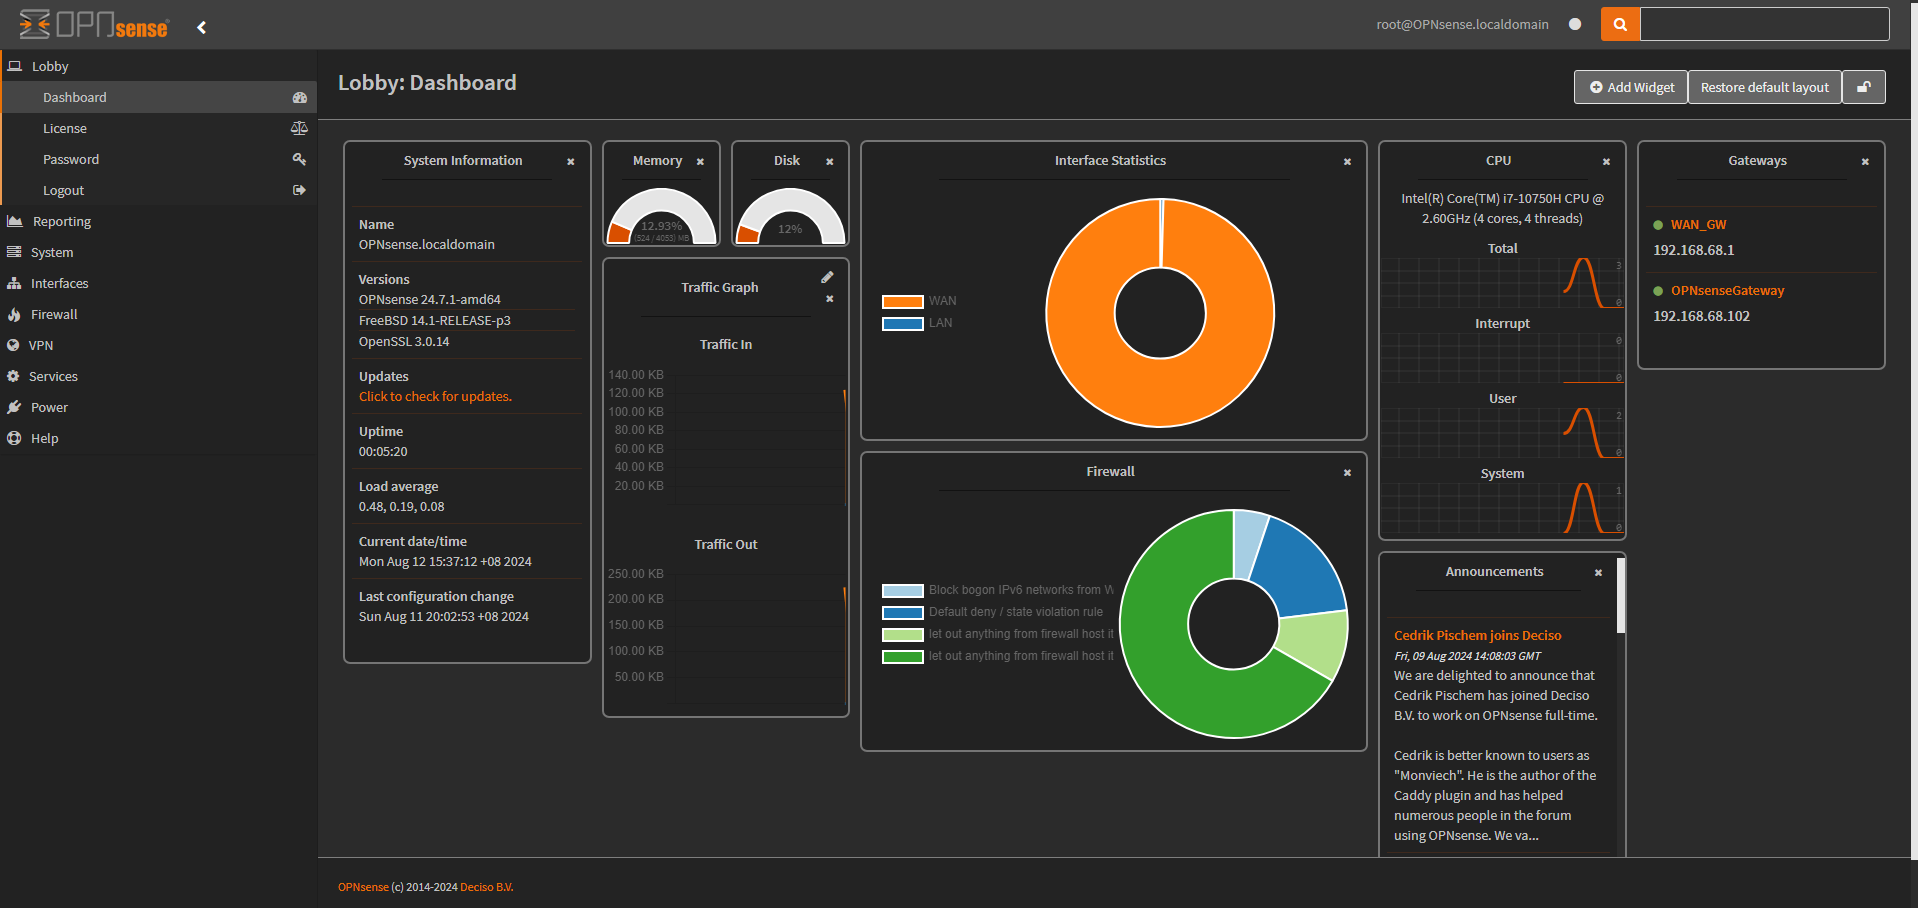 OPNsense
root@OPNsense.localdomain
Lobby
Dashboard
License
Password
Logout
Reporting
System
Interfaces
Firewall
VPN
Services
Power
Help
Lobby: Dashboard
Add Widget
Restore default layout
System Information
Name
OPNsense.localdomain
Versions
OPNsense 24.7.1-amd64
FreeBSD 14.1-RELEASE-p3
OpenSSL 3.0.14
Updates
Click to check for updates.
Uptime
00:05:20
Load average
0.48, 0.19, 0.08
Current date/time
Mon Aug 12 15:37:12 +08 2024
Last configuration change
Sun Aug 11 20:02:53 +08 2024
Memory
12.93%
(524 / 4053) MB
Disk
12%
Traffic Graph
Traffic In
140.00 KB
120.00 KB
100.00 KB
80.00 KB
60.00 KB
40.00 KB
20.00 KB
Traffic Out
250.00 KB
200.00 KB
150.00 KB
100.00 KB
50.00 KB
Interface Statistics
WAN
LAN
Firewall
Block bogon IPv6 networks from W
Default deny / state violation rule
let out anything from firewall host it
let out anything from firewall host it
CPU
Intel(R) Core(TM) i7-10750H CPU @
2.60GHz (4 cores, 4 threads)
Total
3
0
Interrupt
0
0
User
2
0
System
1
0
Announcements
Cedrik Pischem joins Deciso
Fri, 09 Aug 2024 14:08:03 GMT
We are delighted to announce that
Cedrik Pischem has joined Deciso
B.V. to work on OPNsense full-time.
Cedrik is better known to users as
"Monviech". He is the author of the
Caddy plugin and has helped
numerous people in the forum
using OPNsense. We va...
Gateways
WAN_GW
192.168.68.1
OPNsenseGateway
192.168.68.102
OPNsense (c) 2014-2024 Deciso B.V.